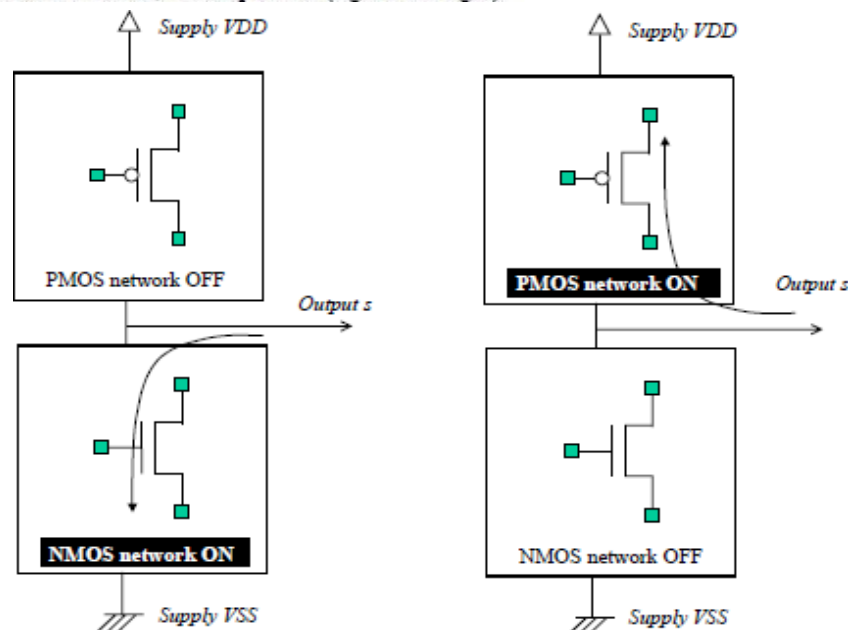 Supply VDD
PMOS network OFF
Output s
NMOS network ON
Supply VSS
Supply VDD
PMOS network ON
Output s
NMOS network OFF
Supply VSS